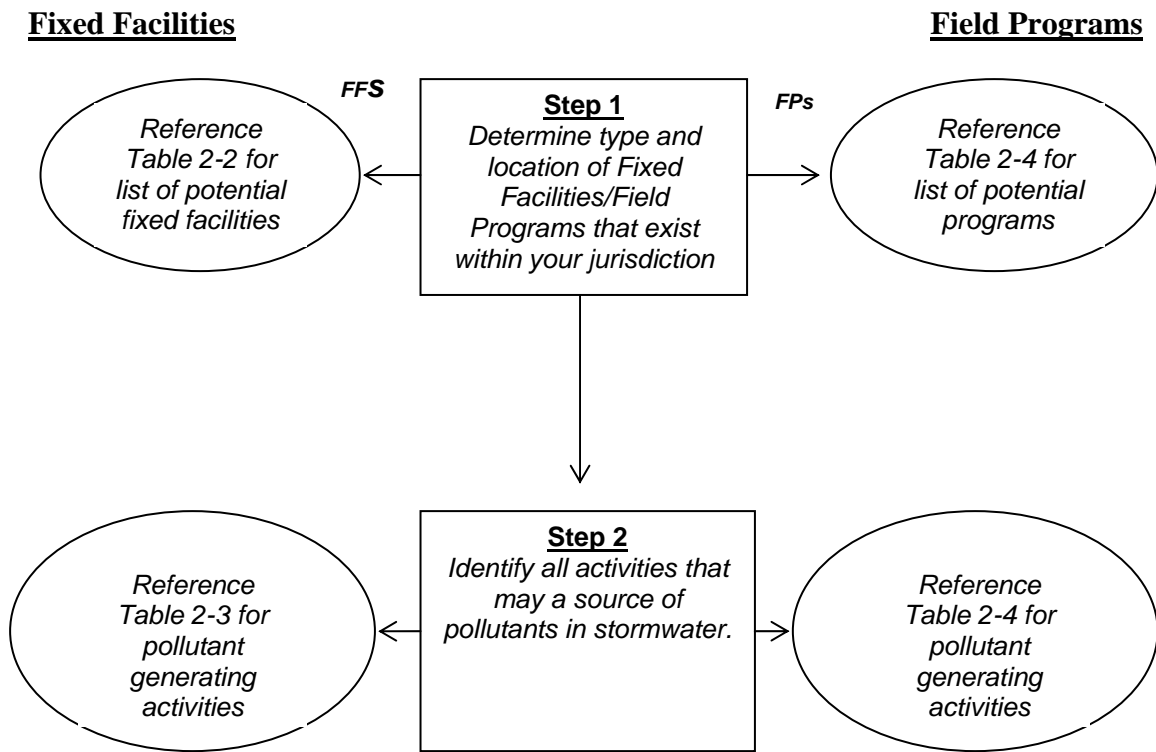 Fixed Facilities
Field Programs
FFS
FPs
Reference
Table 2-2 for
list of potential
fixed facilities
Step 1
Determine type and
location of Fixed
Facilities/Field
Programs that exist
within your jurisdiction
Reference
Table 2-4 for
list of potential
programs
Reference
Table 2-3 for
pollutant
generating
activities
Step 2
Identify all activities that
may a source of
pollutants in stormwater.
Reference
Table 2-4 for
pollutant
generating
activities